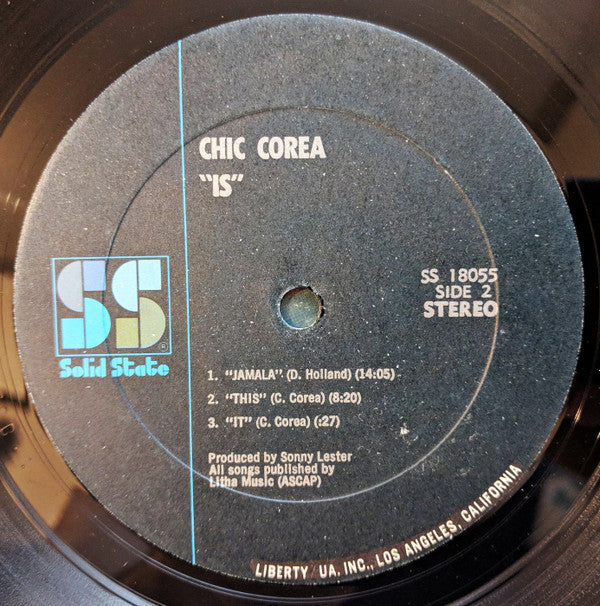 CHIC COREA
"IS"
SS
®
Solid State
SS 18055
SIDE 2
STEREO
1. "JAMALA" (D. Holland) (14:05)
2. "THIS" (C. Corea) (8:20)
3. "IT" (C. Corea) (:27)
Produced by Sonny Lester
All songs published by
Litha Music (ASCAP)
LIBERTY UA, INC., LOS ANGELES, CALIFORNIA